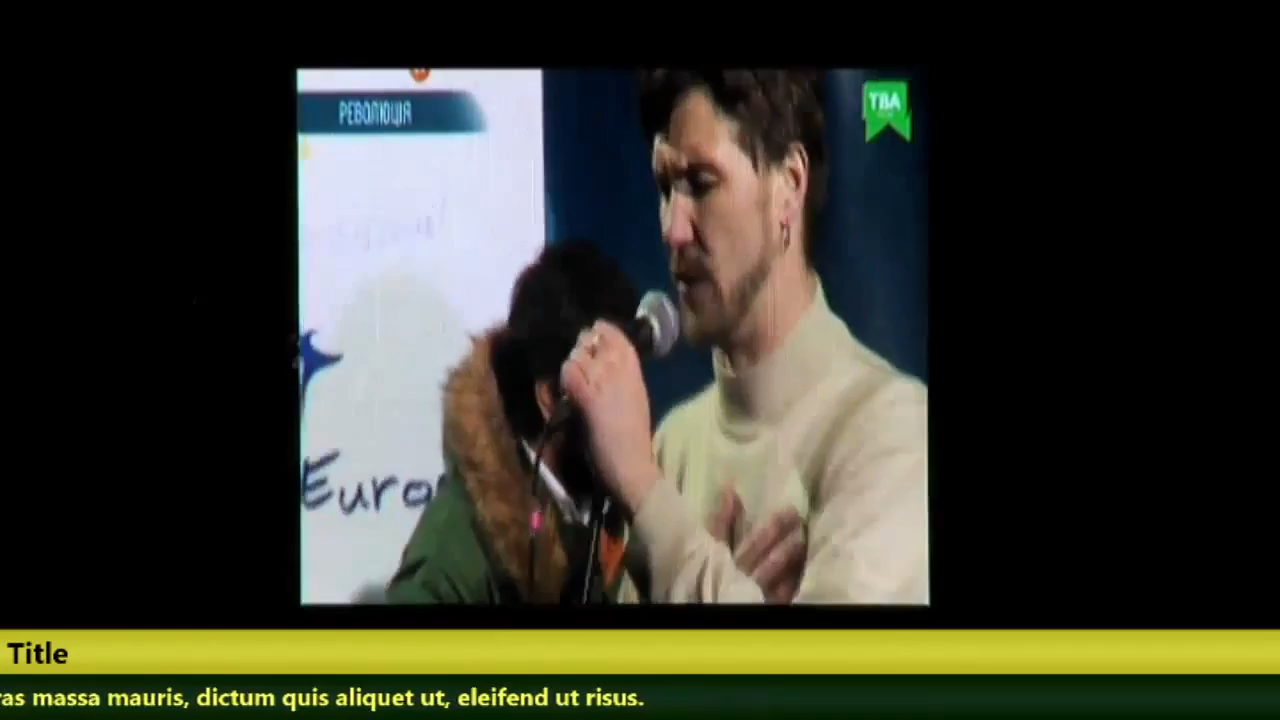 РЕВОЛЮЦІЯ
ТВА
Euro
Title
ras massa mauris, dictum quis aliquet ut, eleifend ut risus.